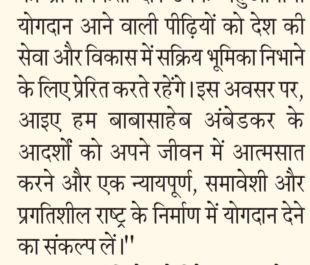 योगदान आने वाली पीढ़ियों को देश की
सेवा और विकास में सक्रिय भूमिका निभाने
के लिए प्रेरित करते रहेंगे। इस अवसर पर,
आइए हम बाबासाहेब अंबेडकर के
आदर्शों को अपने जीवन में आत्मसात
करने और एक न्यायपूर्ण, समावेशी और
प्रगतिशील राष्ट्र के निर्माण में योगदान देने
का संकल्प लें।"